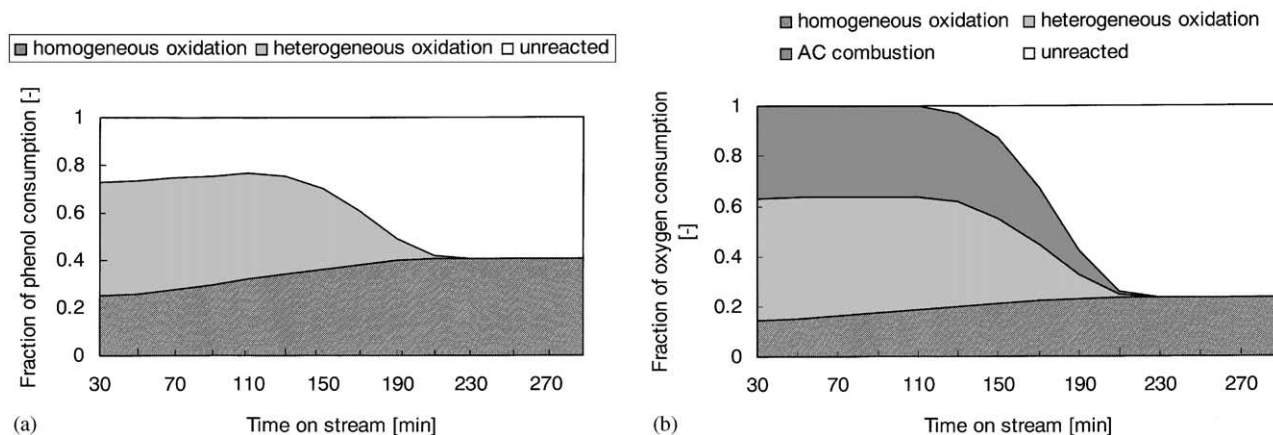 homogeneous oxidation heterogeneous oxidation unreacted
Fraction of phenol consumption [-]
1
0.8
0.6
0.4
0.2
0
30 70 110 150 190 230 270
Time on stream [min]
(a)
homogeneous oxidation heterogeneous oxidation
AC combustion unreacted
Fraction of oxygen consumption
[-]
1
0.8
0.6
0.4
0.2
0
30 70 110 150 190 230 270
Time on stream [min]
(b)